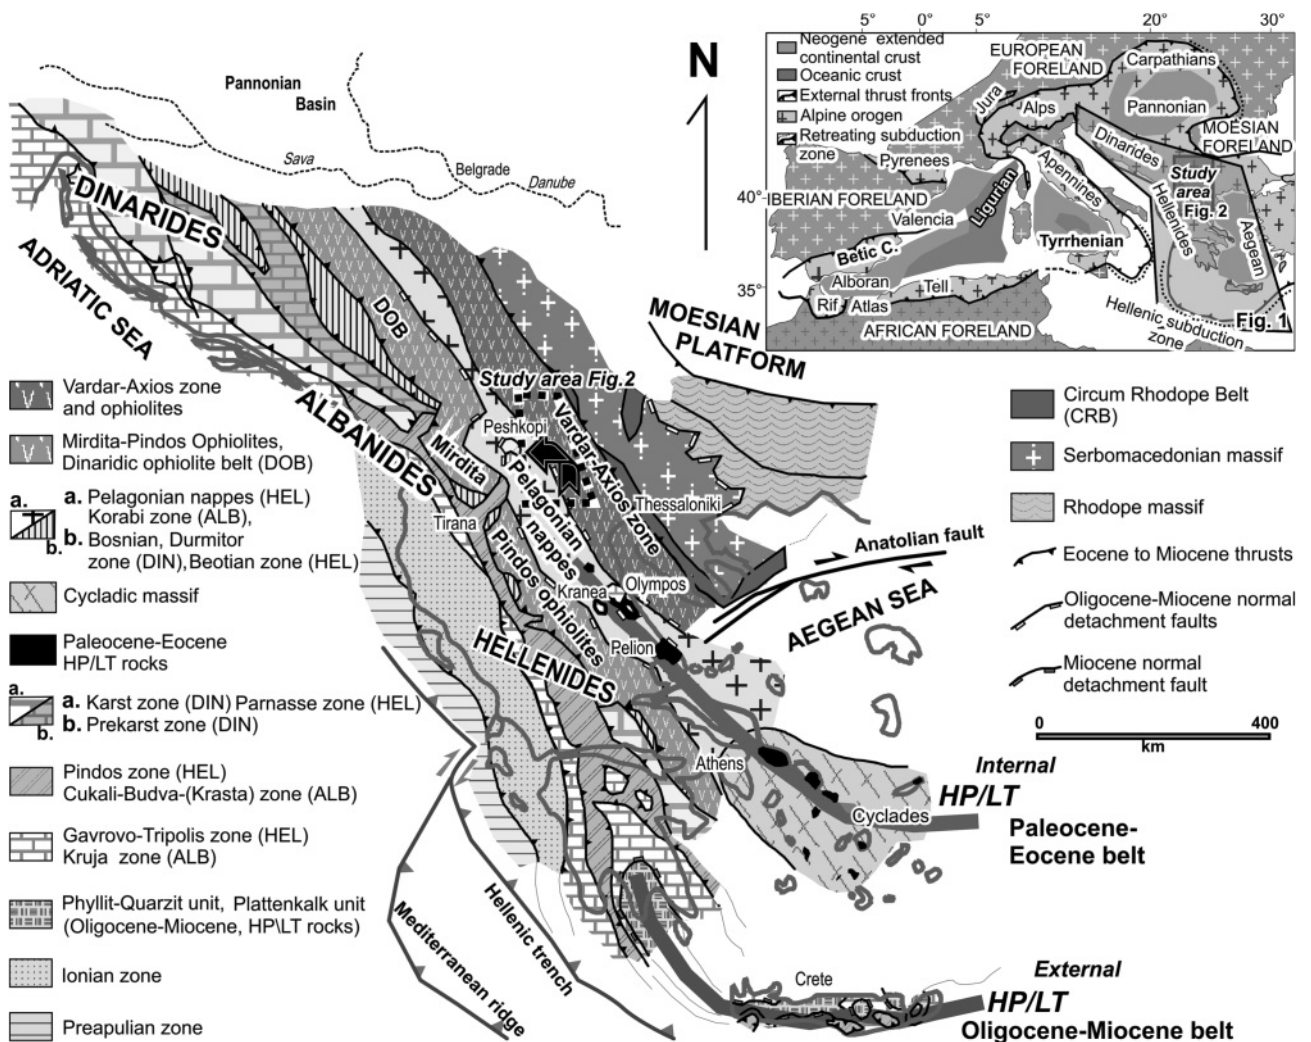 Pannonian
Basin
Sava
Belgrade
Danube
DINARIDES
ADRIATIC SEA
DOB
N
5°
0°
5°
20°
30°
40°
35°
Neogene extended
continental crust
Oceanic crust
External thrust fronts
Alpine orogen
Retreating subduction
zone
EUROPEAN
FORELAND
Carpathians
Jura
Alps
Pannonian
MOESIAN
FORELAND
Dinarides
Pyrenees
Apennines
Study
area
Fig. 2
IBERIAN FORELAND
Ligurian
Hellenides
Valencia
Aegean
Betic C.
Tyrrhenian
Alboran
Tell
Rif
Atlas
AFRICAN FORELAND
Hellenic subduction
zone
Fig. 1
MOESIAN
PLATFORM
Study area Fig.2
ALBANIDES
Peshkopi
Mirdita
Vardar-Axios zone
Pelagonian
nappes
Thessaloniki
Tirana
Pindos ophiolites
Anatolian fault
Kranea
Olympos
AEGEAN SEA
HELLENIDES
Pelion
Athens
Cyclades
Internal
HP/LT
Paleocene-
Eocene belt
Hellenic trench
Mediterranean ridge
Crete
External
HP/LT
Oligocene-Miocene belt
Vardar-Axios zone
and ophiolites
Mirdita-Pindos Ophiolites,
Dinaridic ophiolite belt (DOB)
a.
b.
a. Pelagonian nappes (HEL)
Korabi zone (ALB),
b. Bosnian, Durmitor
zone (DIN), Beotian zone (HEL)
Cycladic massif
Paleocene-Eocene
HP/LT rocks
a.
b.
a. Karst zone (DIN) Parnasse zone (HEL)
b. Prekarst zone (DIN)
Pindos zone (HEL)
Cukali-Budva-(Krasta) zone (ALB)
Gavrovo-Tripolis zone (HEL)
Kruja zone (ALB)
Phyllit-Quarzit unit, Plattenkalk unit
(Oligocene-Miocene, HP\LT rocks)
Ionian zone
Preapulian zone
Circum Rhodope Belt
(CRB)
Serbomacedonian massif
Rhodope massif
Eocene to Miocene thrusts
Oligocene-Miocene normal
detachment faults
Miocene normal
detachment fault
0
400
km